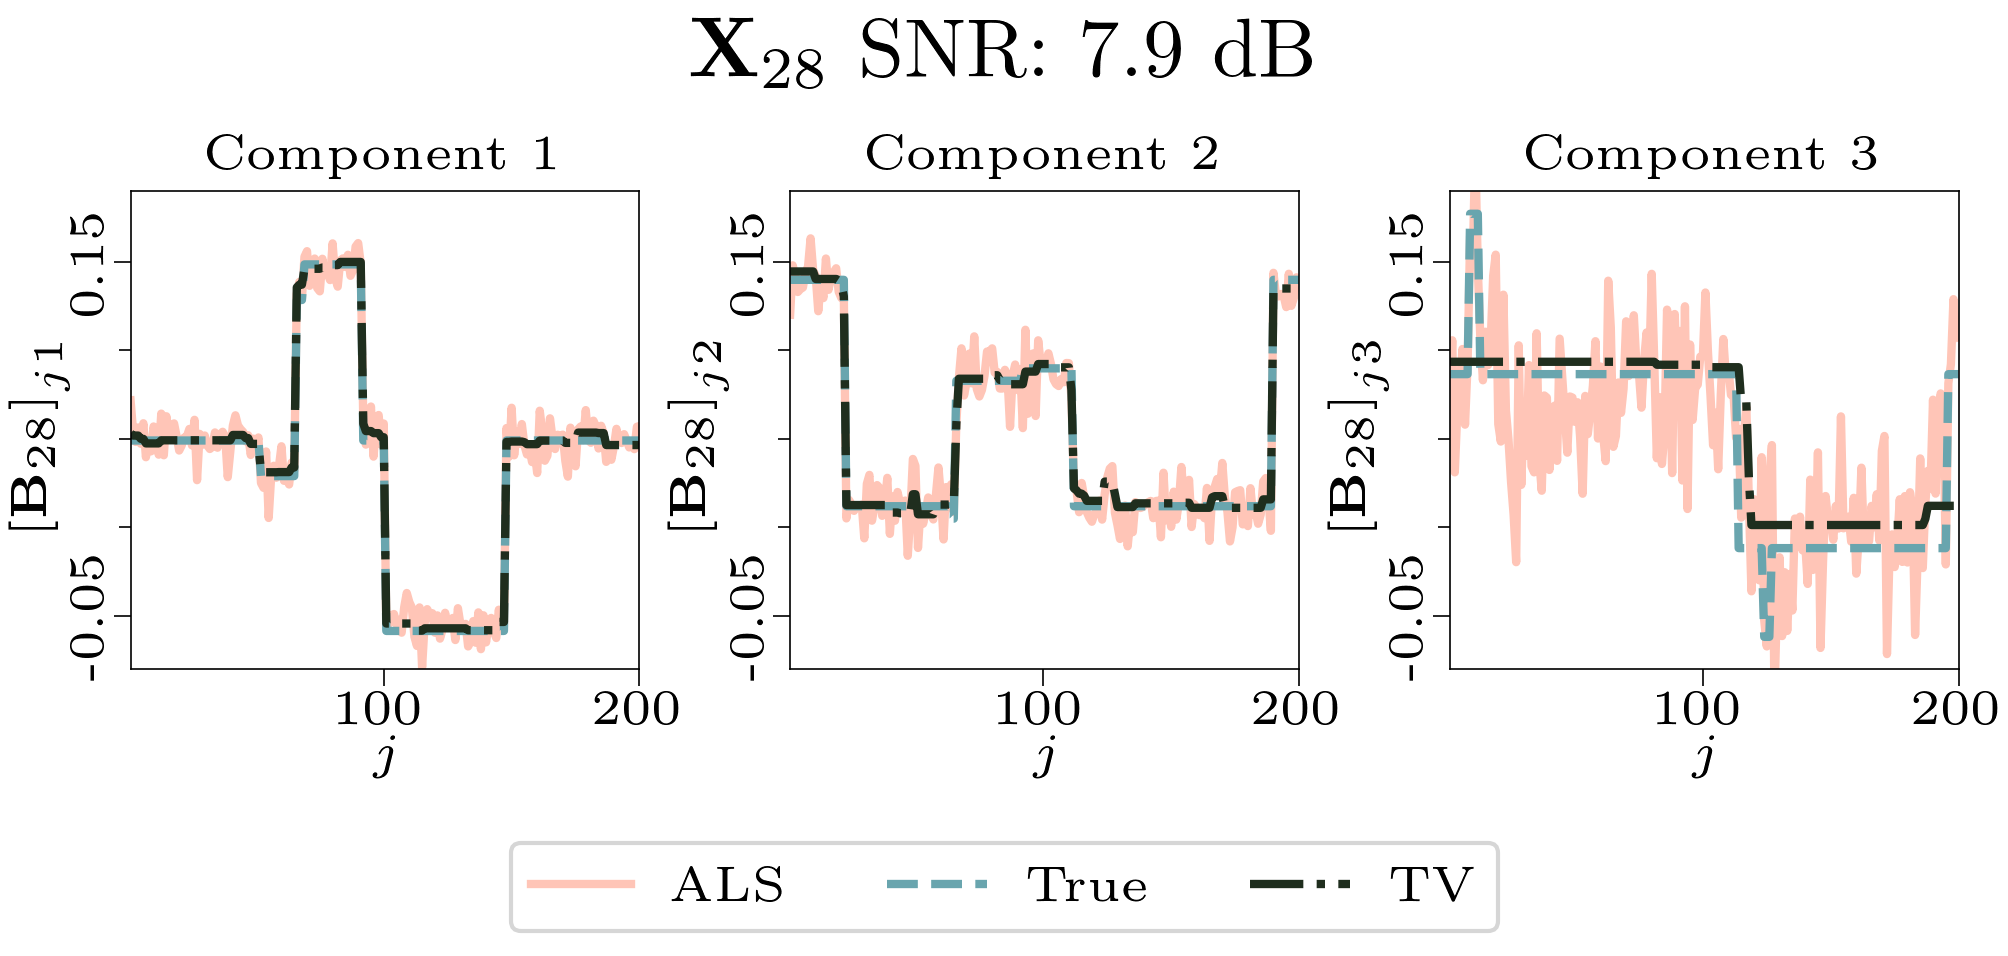 X₂₈ SNR: 7.9 dB
Component 1
Component 2
Component 3
[B₂₈]ⱼ₁
0.15
-0.05
100
200
j
[B₂₈]ⱼ₂
0.15
-0.05
100
200
j
[B₂₈]ⱼ₃
0.15
-0.05
100
200
j
ALS
True
TV